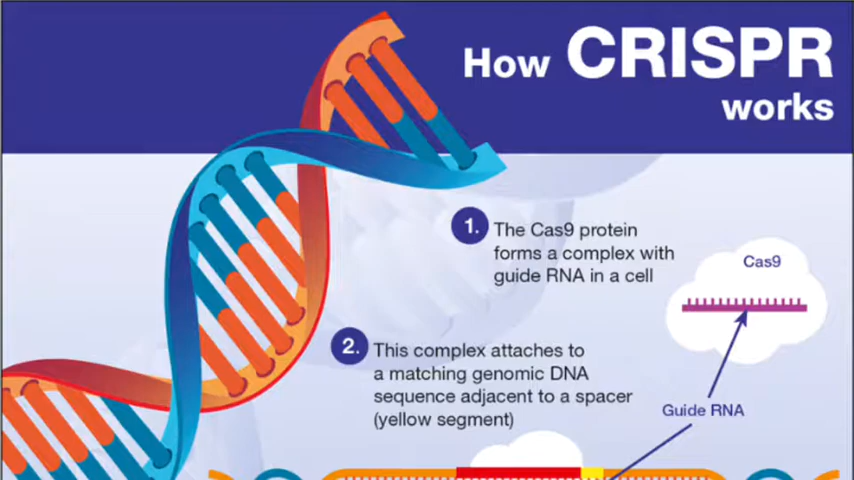 How CRISPR
works
1. The Cas9 protein
forms a complex with
guide RNA in a cell
Cas9
2. This complex attaches to
a matching genomic DNA
sequence adjacent to a spacer
(yellow segment)
Guide RNA